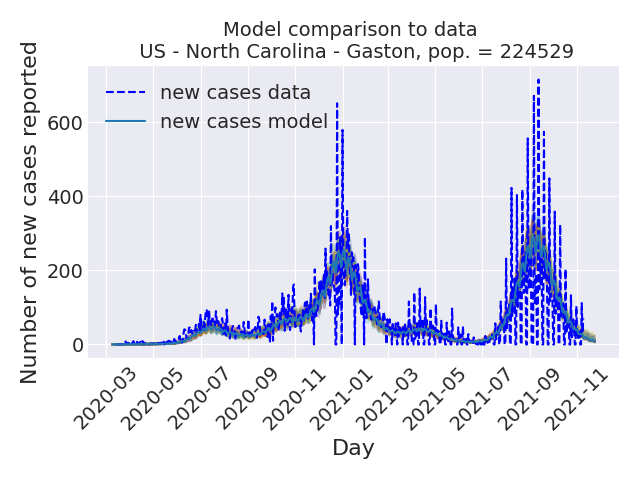 Model comparison to data
US - North Carolina - Gaston, pop. = 224529
Number of new cases reported
new cases data
new cases model
600
400
200
0
2020-03
2020-05
2020-07
2020-09
2020-11
2021-01
2021-03
2021-05
2021-07
2021-09
2021-11
Day